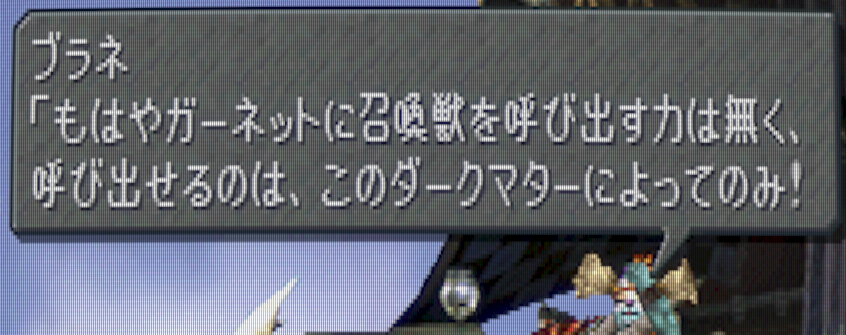 ブラネ
「もはやガーネットに召喚獣を呼び出す力は無く、
呼び出せるのは、このダークマターによってのみ!